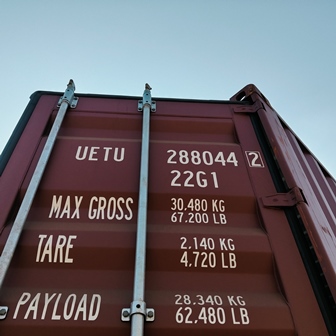 UETU 288044 2
22G1
MAX GROSS 30.480 KG
67.200 LB
TARE 2.140 KG
4.720 LB
PAYLOAD 28.340 KG
62.480 LB